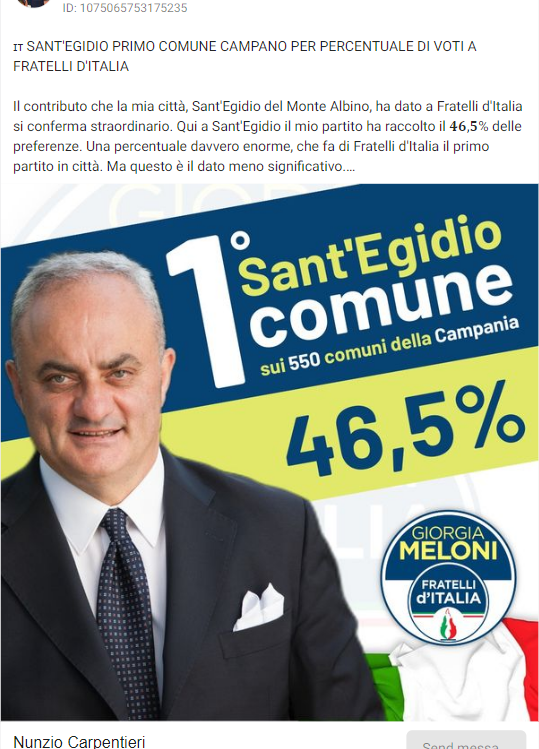 ID: 1075065753175235
IT SANT'EGIDIO PRIMO COMUNE CAMPANO PER PERCENTUALE DI VOTI A
FRATELLI D'ITALIA
Il contributo che la mia città, Sant'Egidio del Monte Albino, ha dato a Fratelli d'Italia
si conferma straordinario. Qui a Sant'Egidio il mio partito ha raccolto il 46,5% delle
preferenze. Una percentuale davvero enorme, che fa di Fratelli d'Italia il primo
partito in città. Ma questo è il dato meno significativo....
GIORGIA
1°
Sant'Egidio
comune
sui 550 comuni della Campania
46,5%
GIORGIA
MELONI
FRATELLI
d'ITALIA
Nunzio Carpentieri
Send messa...